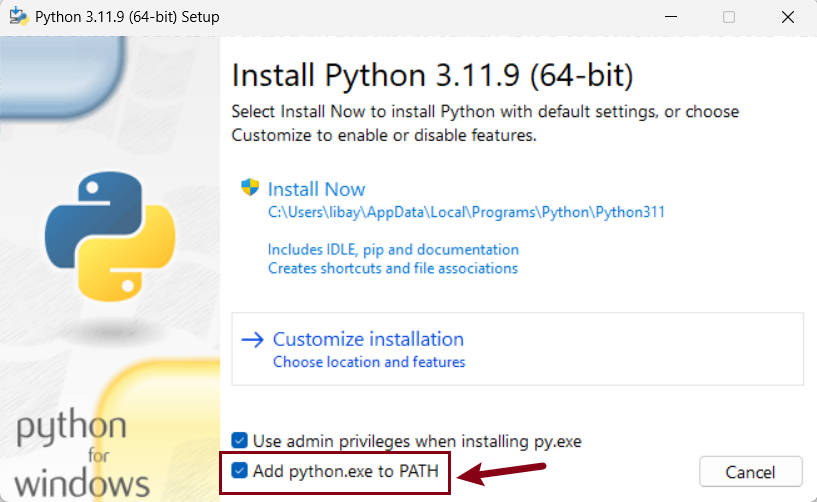 Python 3.11.9 (64-bit) Setup
Install Python 3.11.9 (64-bit)
Select Install Now to install Python with default settings, or choose
Customize to enable or disable features.
Install Now
C:\Users\libay\AppData\Local\Programs\Python\Python311
Includes IDLE, pip and documentation
Creates shortcuts and file associations
Customize installation
Choose location and features
Use admin privileges when installing py.exe
Add python.exe to PATH
Cancel
python
for
windows